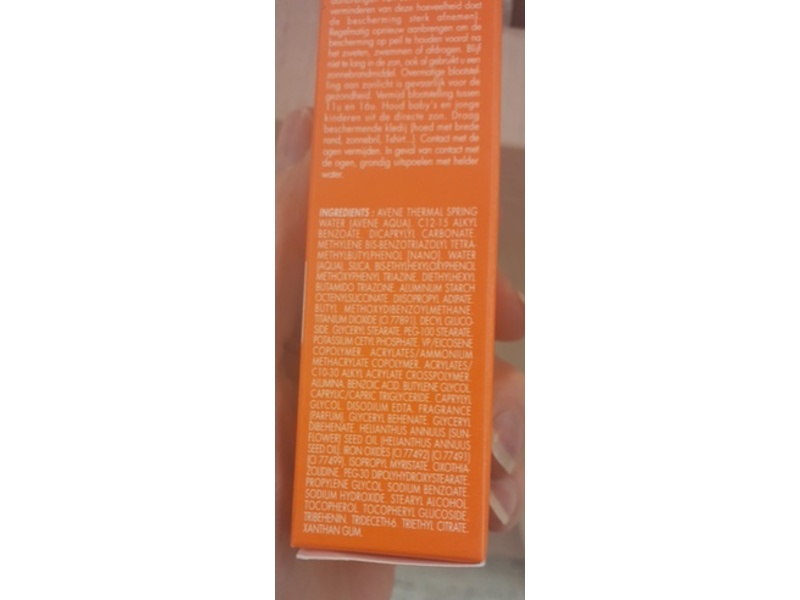 verminderen van deze hoeveelheid doet
de bescherming sterk afnemen).
Regelmatig opnieuw aanbrengen om de
bescherming op peil te houden vooral na
het zweten, zwemmen of afdrogen. Blijf
niet te lang in de zon, ook al gebruikt u een
zonnebrandmiddel. Overmatige blootstel-
ling aan zonlicht is gevaarlijk voor de
gezondheid. Vermijd blootstelling tussen
11u en 16u. Houd baby's en jonge
kinderen uit de directe zon. Draag
beschermende kledij (hoed met brede
rand, zonnebril, T-shirt...). Contact met de
ogen vermijden. In geval van contact met
de ogen, grondig uitspoelen met helder
water.
INGREDIENTS : AVENE THERMAL SPRING
WATER (AVENE AQUA). C12-15 ALKYL
BENZOATE. DICAPRYLYL CARBONATE.
METHYLENE BIS-BENZOTRIAZOLYL TETRA-
METHYLBUTYLPHENOL [NANO]. WATER
(AQUA). SILICA. BIS-ETHYLHEXYLOXYPHENOL
METHOXYPHENYL TRIAZINE. DIETHYLHEXYL
BUTAMIDO TRIAZONE. ALUMINUM STARCH
OCTENYLSUCCINATE. DIISOPROPYL ADIPATE.
BUTYL METHOXYDIBENZOYLMETHANE.
TITANIUM DIOXIDE (CI 77891). DECYL GLUCO-
SIDE. GLYCERYL STEARATE. PEG-100 STEARATE.
POTASSIUM CETYL PHOSPHATE. VP/EICOSENE
COPOLYMER. ACRYLATES/AMMONIUM
METHACRYLATE COPOLYMER. ACRYLATES/
C10-30 ALKYL ACRYLATE CROSSPOLYMER.
ALUMINA. BENZOIC ACID. BUTYLENE GLYCOL.
CAPRYLIC/CAPRIC TRIGLYCERIDE. CAPRYLYL
GLYCOL. DISODIUM EDTA. FRAGRANCE
(PARFUM). GLYCERYL BEHENATE. GLYCERYL
DIBEHENATE. HELIANTHUS ANNUUS (SUN-
FLOWER) SEED OIL (HELIANTHUS ANNUUS
SEED OIL). IRON OXIDES (CI 77492) (CI 77491)
(CI 77499). ISOPROPYL MYRISTATE. OXOTHIA-
ZOLIDINE. PEG-30 DIPOLYHYDROXYSTEARATE.
PROPYLENE GLYCOL. SODIUM BENZOATE.
SODIUM HYDROXIDE. STEARYL ALCOHOL.
TOCOPHEROL. TOCOPHERYL GLUCOSIDE.
TRIBEHENIN. TRIDECETH-6. TRIETHYL CITRATE.
XANTHAN GUM.